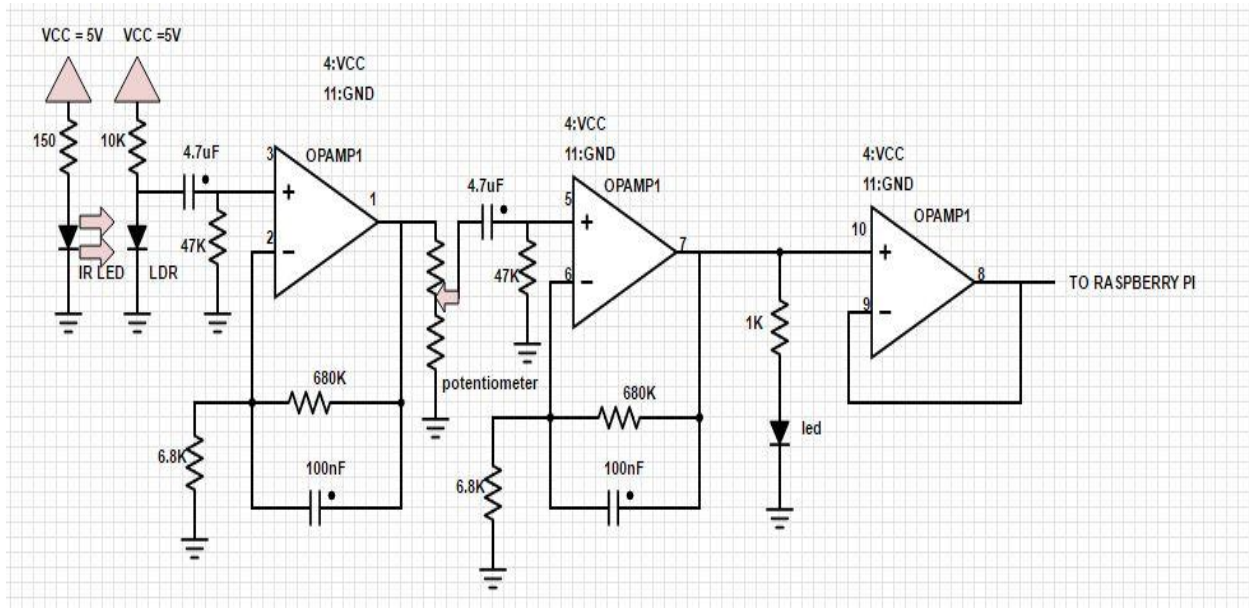 VCC = 5V
VCC =5V
4:VCC
11:GND
150
10K
4.7uF
3
OPAMP1
1
2
47K
IR LED
LDR
4:VCC
11:GND
4.7uF
5
OPAMP1
7
6
47K
4:VCC
11:GND
OPAMP1
10
8
9
TO RASPBERRY PI
1K
led
potentiometer
680K
6.8K
100nF
680K
6.8K
100nF